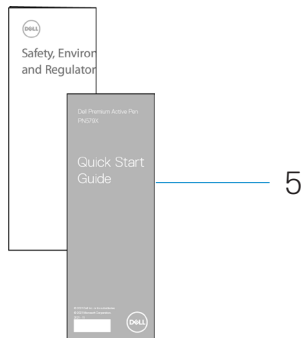 DELL
Safety, Environ
and Regulator
Dell Premium Active Pen
PN579X
Quick Start
Guide
5
DELL